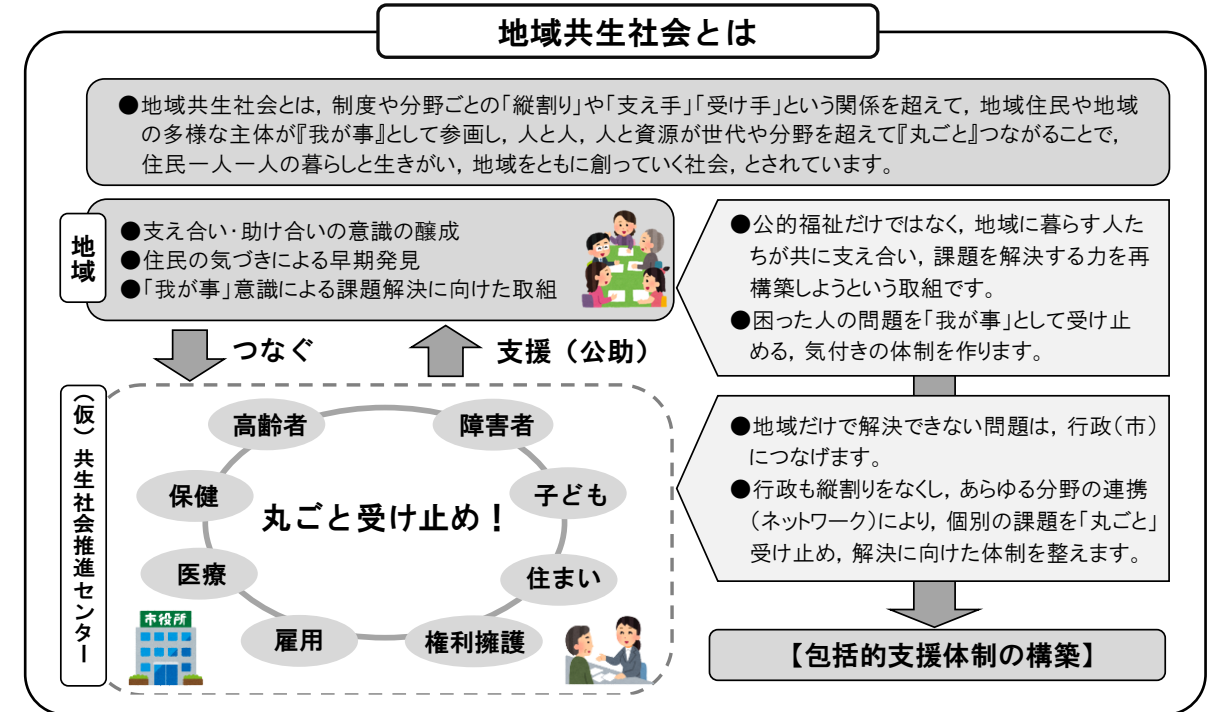 地域共生社会とは
●地域共生社会とは，制度や分野ごとの「縦割り」や「支え手」「受け手」という関係を超えて，地域住民や地域
の多様な主体が『我が事』として参画し，人と人，人と資源が世代や分野を超えて『丸ごと』つながることで，
住民一人一人の暮らしと生きがい，地域をともに創っていく社会，とされています。
地域
●支え合い・助け合いの意識の醸成
●住民の気づきによる早期発見
●「我が事」意識による課題解決に向けた取組
●公的福祉だけではなく，地域に暮らす人た
ちが共に支え合い，課題を解決する力を再
構築しようという取組です。
●困った人の問題を「我が事」として受け止
める，気付きの体制を作ります。
つなぐ
支援（公助）
（仮）共生社会推進センター
高齢者
障害者
保健
子ども
丸ごと受け止め！
医療
住まい
雇用
権利擁護
市役所
●地域だけで解決できない問題は，行政（市）
につなげます。
●行政も縦割りをなくし，あらゆる分野の連携
（ネットワーク）により，個別の課題を「丸ごと」
受け止め，解決に向けた体制を整えます。
【包括的支援体制の構築】